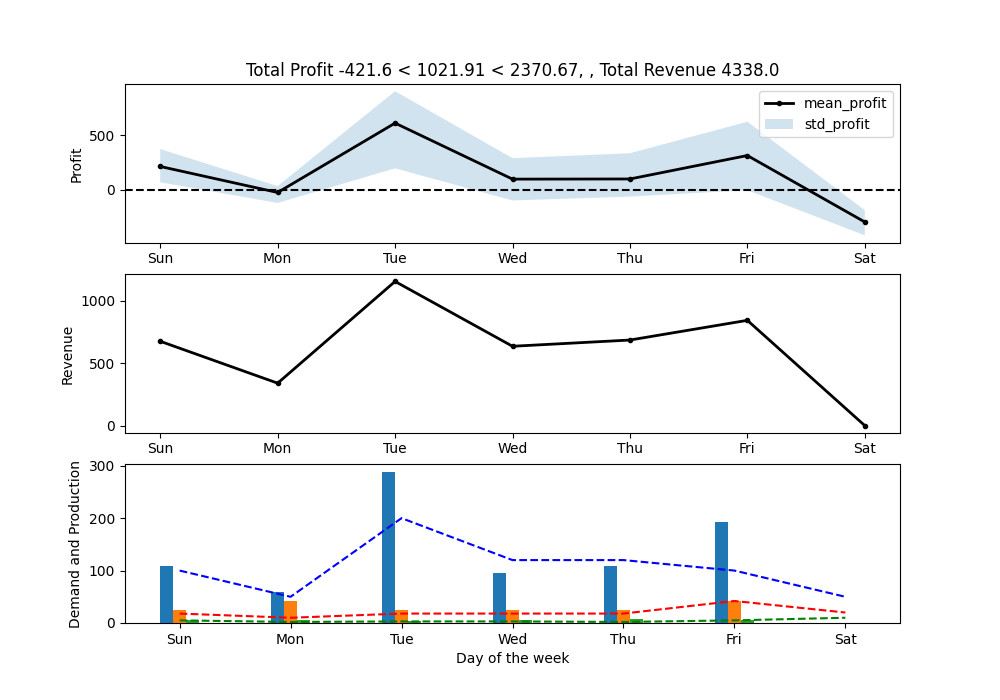 Total Profit -421.6 < 1021.91 < 2370.67, , Total Revenue 4338.0
mean_profit
std_profit
Profit
500
0
Sun Mon Tue Wed Thu Fri Sat
Revenue
1000
500
0
Sun Mon Tue Wed Thu Fri Sat
Demand and Production
300
200
100
0
Sun Mon Tue Wed Thu Fri Sat
Day of the week